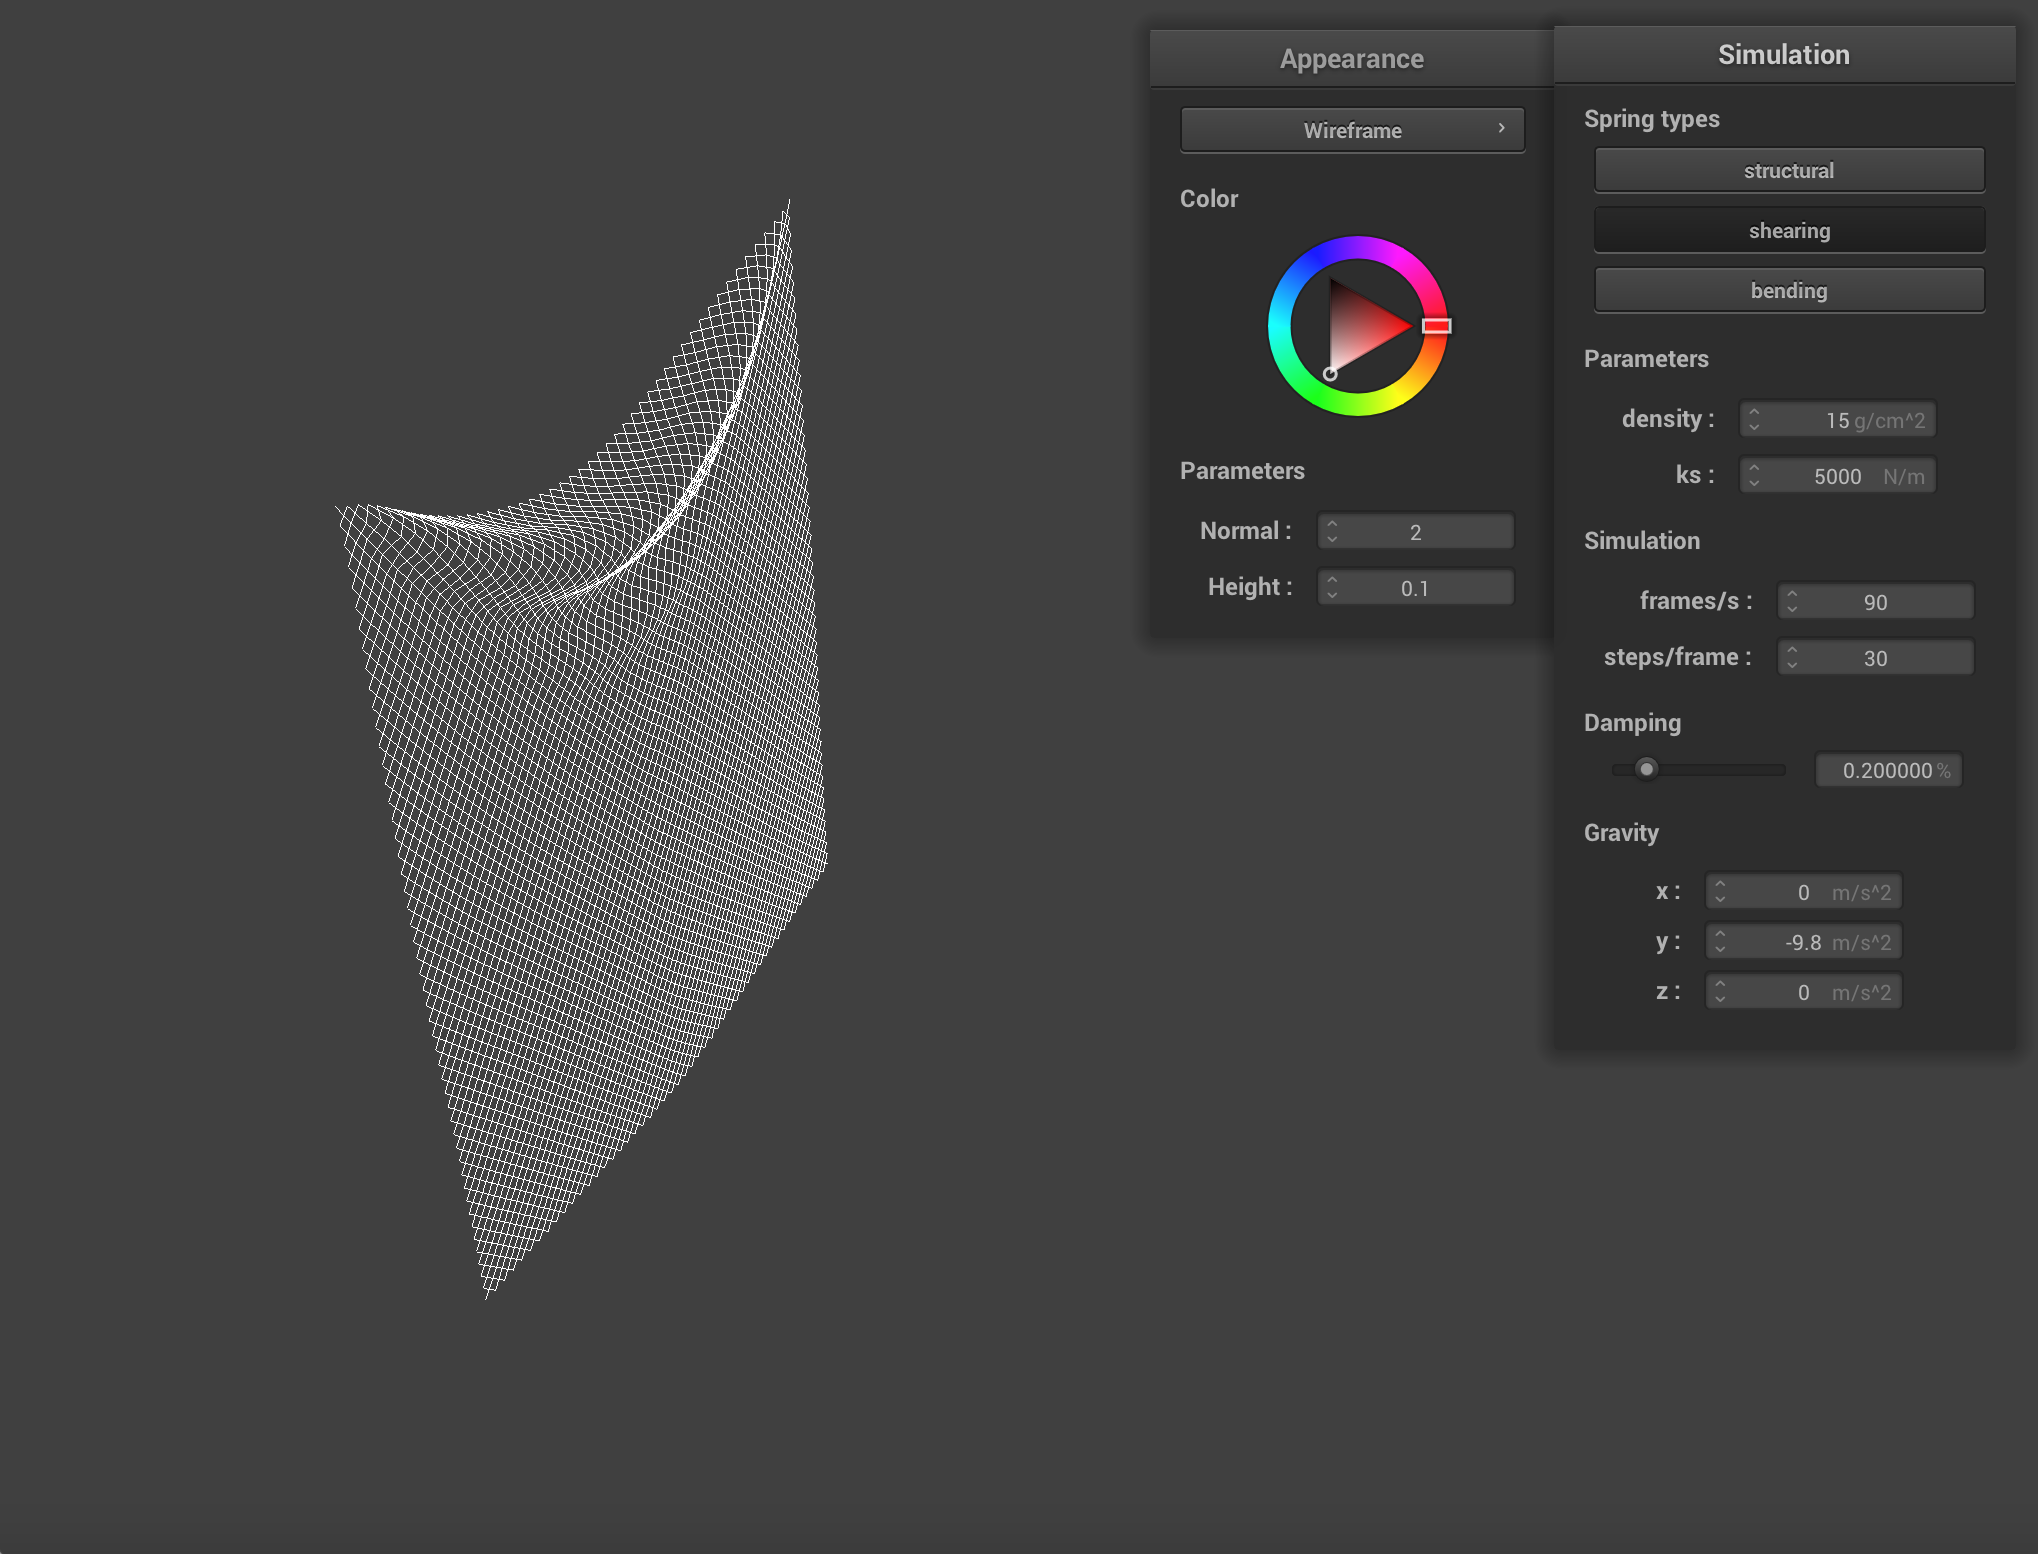 Appearance
Wireframe
Color
Parameters
Normal : 2
Height : 0.1
Simulation
Spring types
structural
shearing
bending
Parameters
density : 15 g/cm^2
ks : 5000 N/m
Simulation
frames/s : 90
steps/frame : 30
Damping
0.200000 %
Gravity
x : 0 m/s^2
y : -9.8 m/s^2
z : 0 m/s^2